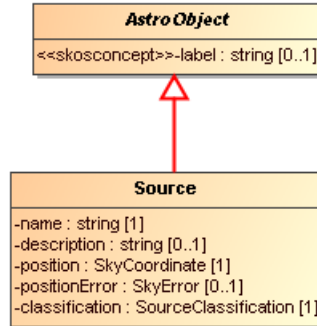 AstroObject
<<skosconcept>>-label : string [0..1]
Source
-name : string [1]
-description : string [0..1]
-position : SkyCoordinate [1]
-positionError : SkyError [0..1]
-classification : SourceClassification [1]